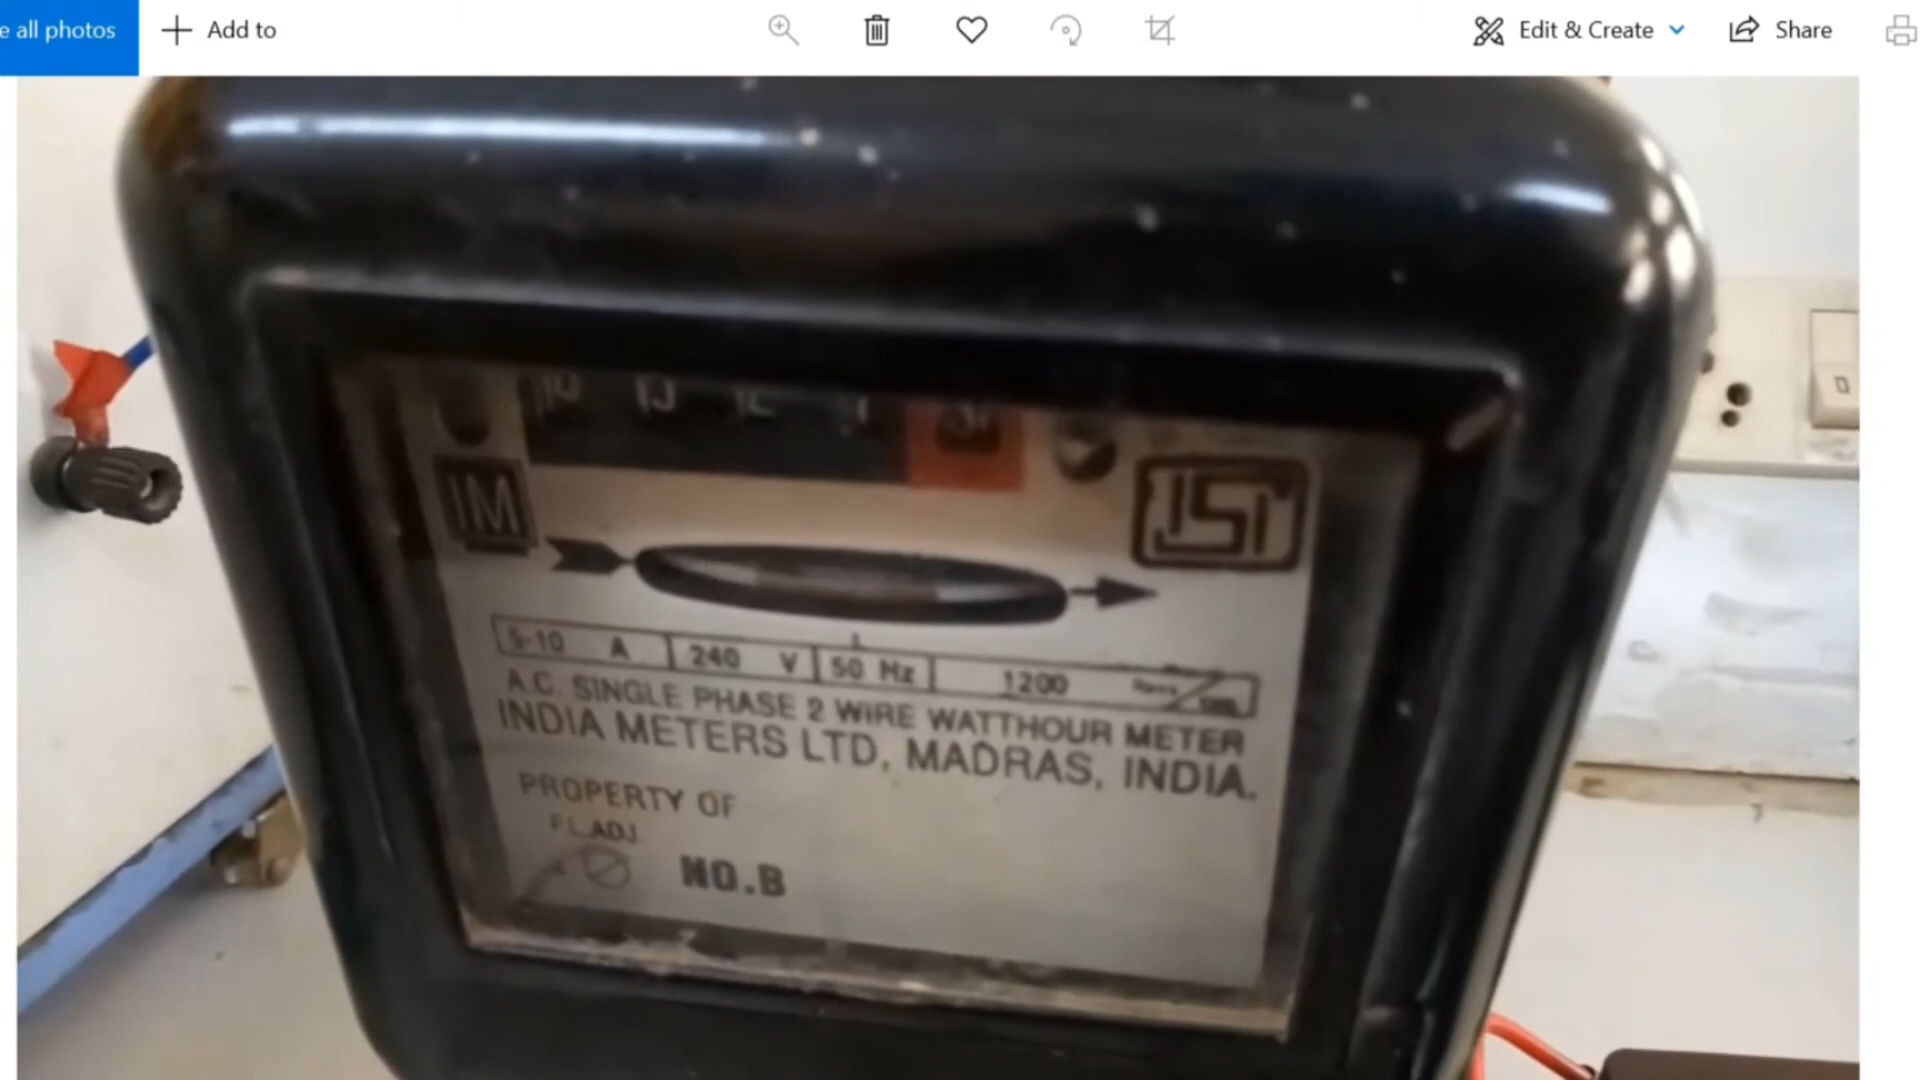 e all photos
Add to
Edit & Create
Share
IM
ISI
5-10 A 240 V 50 Hz 1200
A.C. SINGLE PHASE 2 WIRE WATTHOUR METER
INDIA METERS LTD, MADRAS, INDIA.
PROPERTY OF
F.L.ADJ.
NO.B